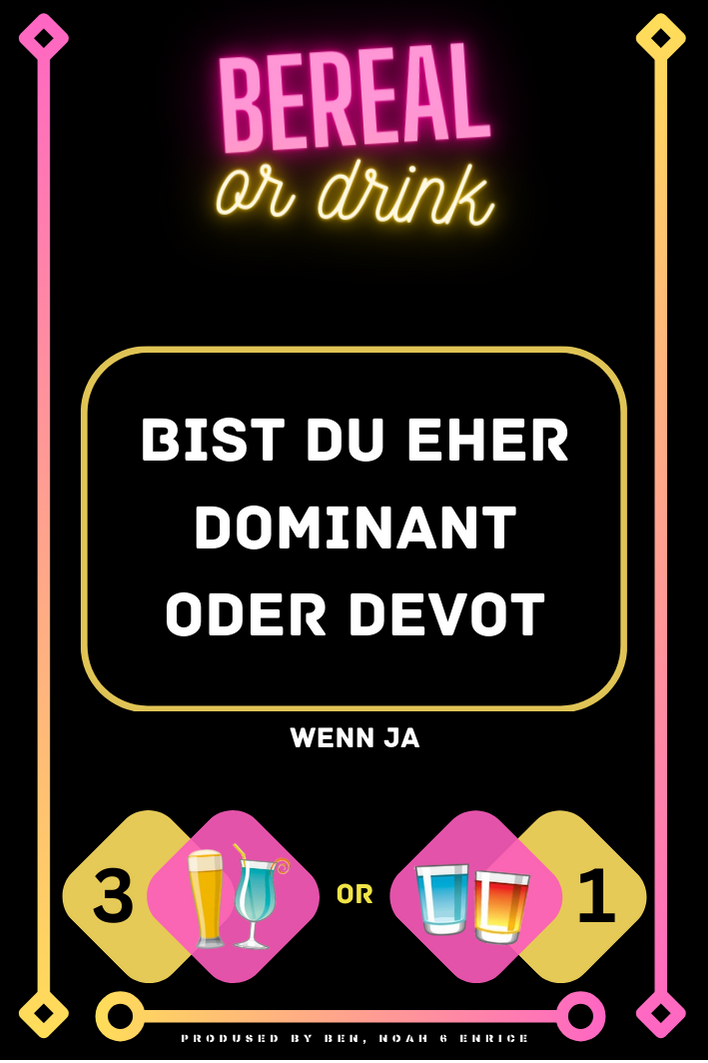 BEREAL
or drink
BIST DU EHER
DOMINANT
ODER DEVOT
WENN JA
3 OR 1
PRODUSED BY BEN, NOAH & ENRICE